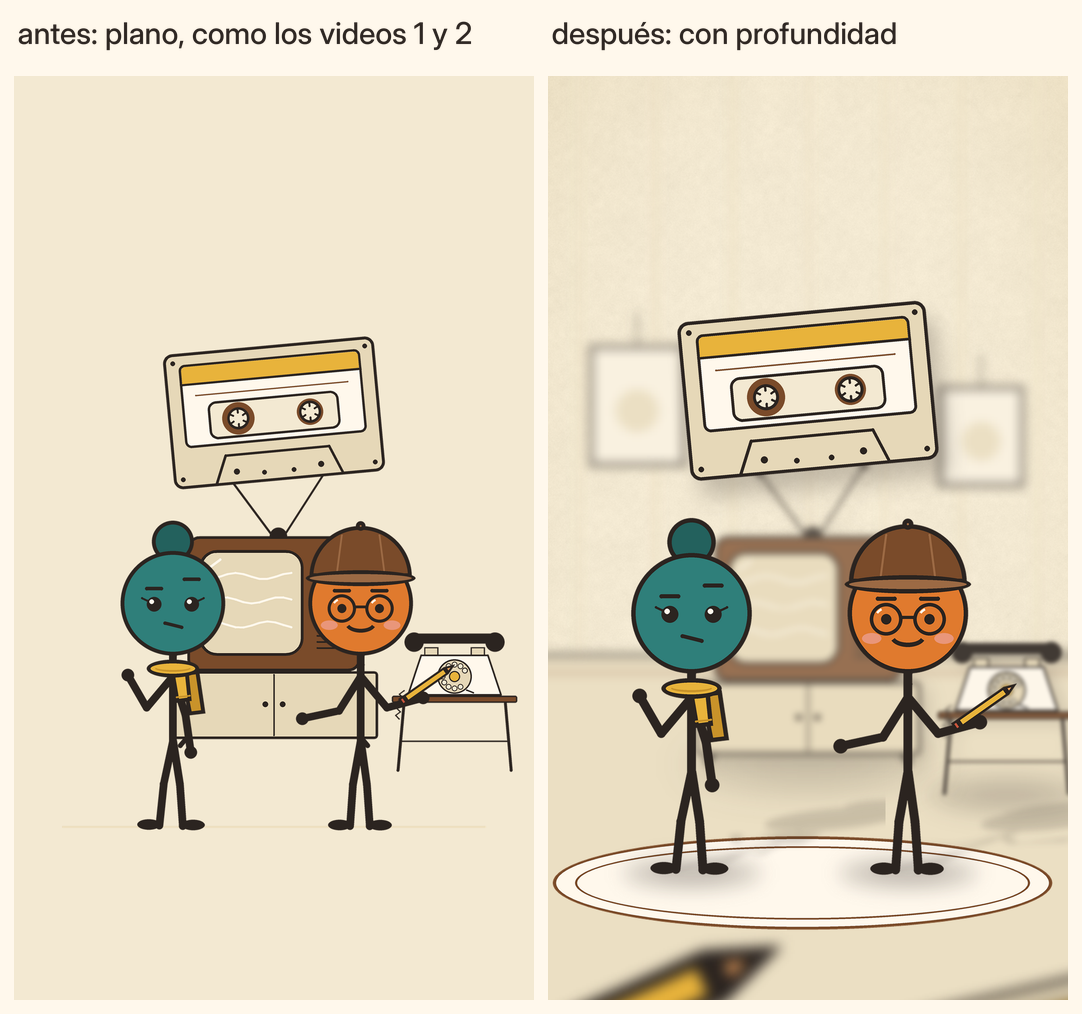 antes: plano, como los videos 1 y 2
después: con profundidad